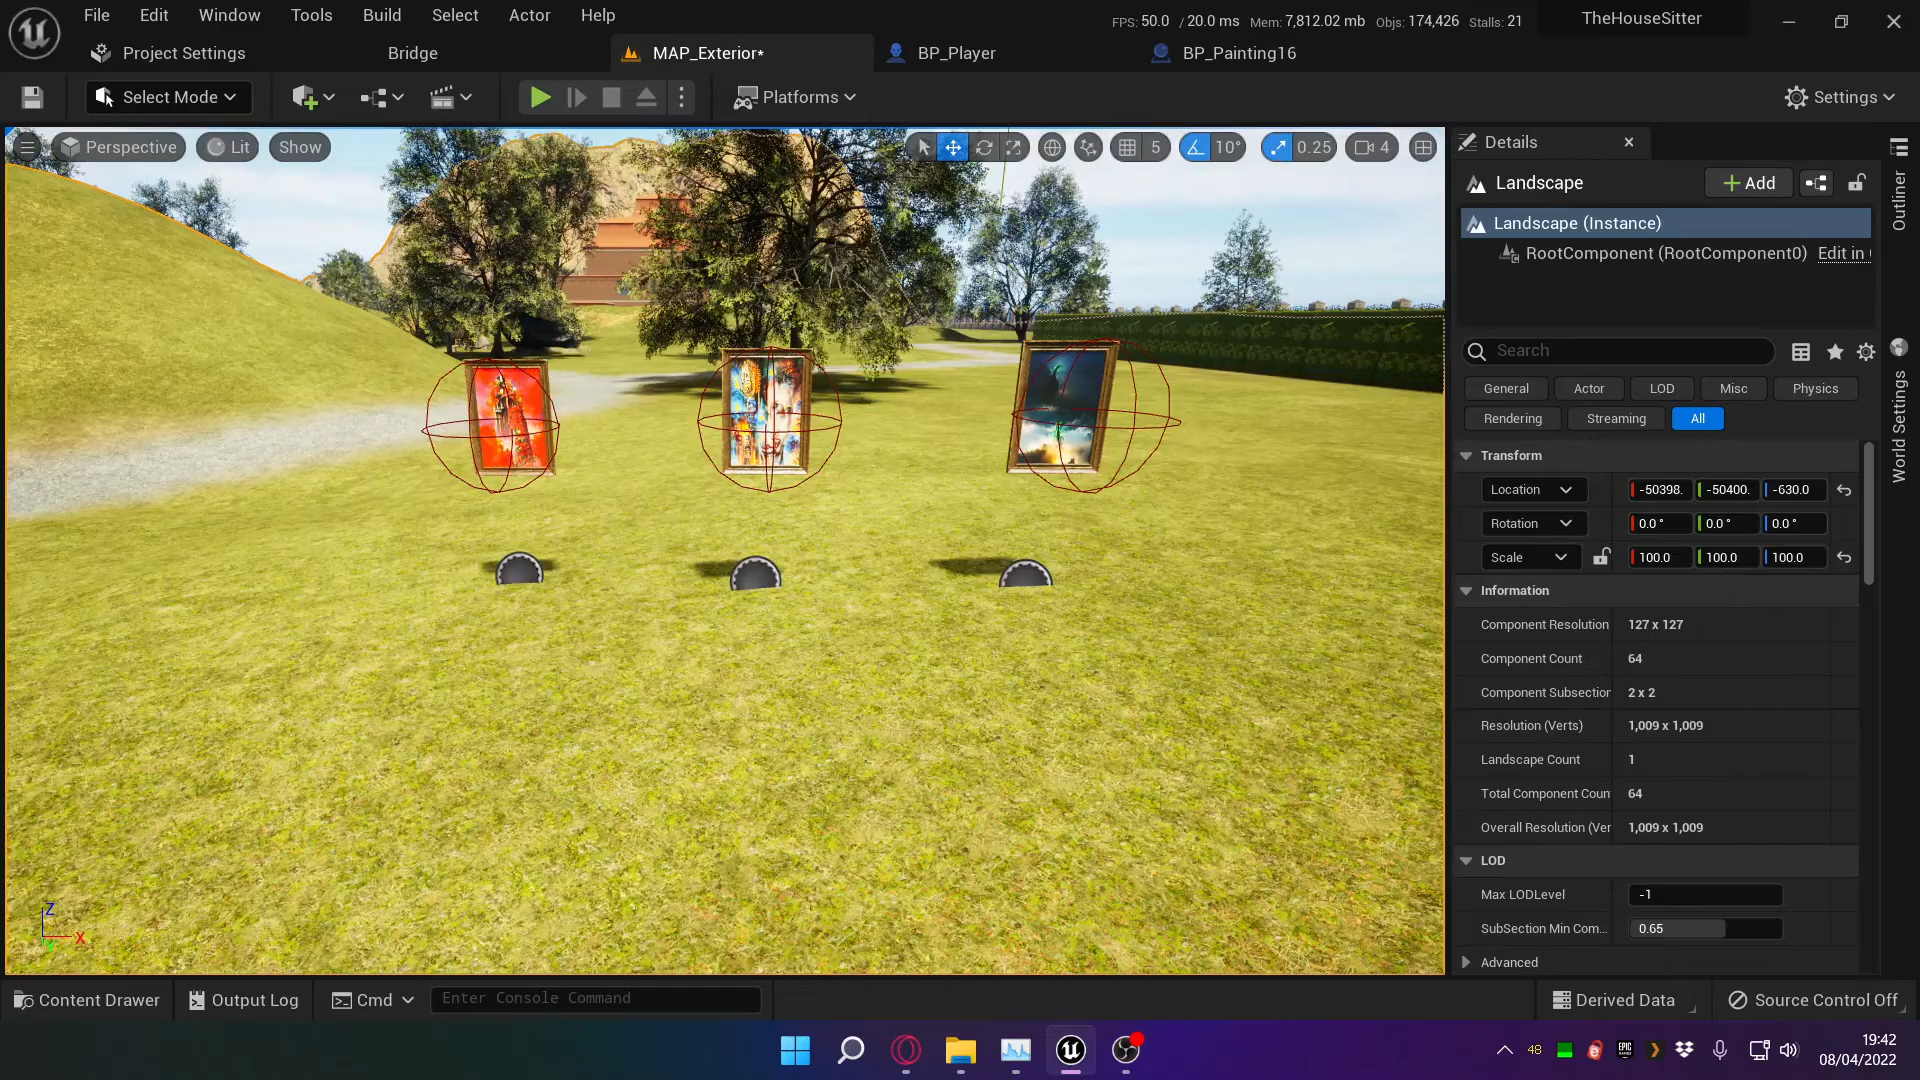 File Edit Window Tools Build Select Actor Help
FPS: 50.0 / 20.0 ms Mem: 7,812.02 mb Objs: 174,426 Stalls: 21
TheHouseSitter
Project Settings
Bridge
MAP_Exterior*
BP_Player
BP_Painting16
Select Mode
Platforms
Settings
Perspective
Lit
Show
5
10°
0.25
4
Details
Landscape
Add
Landscape (Instance)
RootComponent (RootComponent0) Edit in
Search
General Actor LOD Misc Physics
Rendering Streaming All
Transform
Location -50398. -50400. -630.0
Rotation 0.0 ° 0.0 ° 0.0 °
Scale 100.0 100.0 100.0
Information
Component Resolution 127 x 127
Component Count 64
Component Subsection 2 x 2
Resolution (Verts) 1,009 x 1,009
Landscape Count 1
Total Component Coun 64
Overall Resolution (Ver 1,009 x 1,009
LOD
Max LODLevel -1
SubSection Min Com... 0.65
Advanced
Outliner
World Settings
Z
X
Y
Content Drawer
Output Log
Cmd
Enter Console Command
Derived Data
Source Control Off
48
EPIC
19:42
08/04/2022